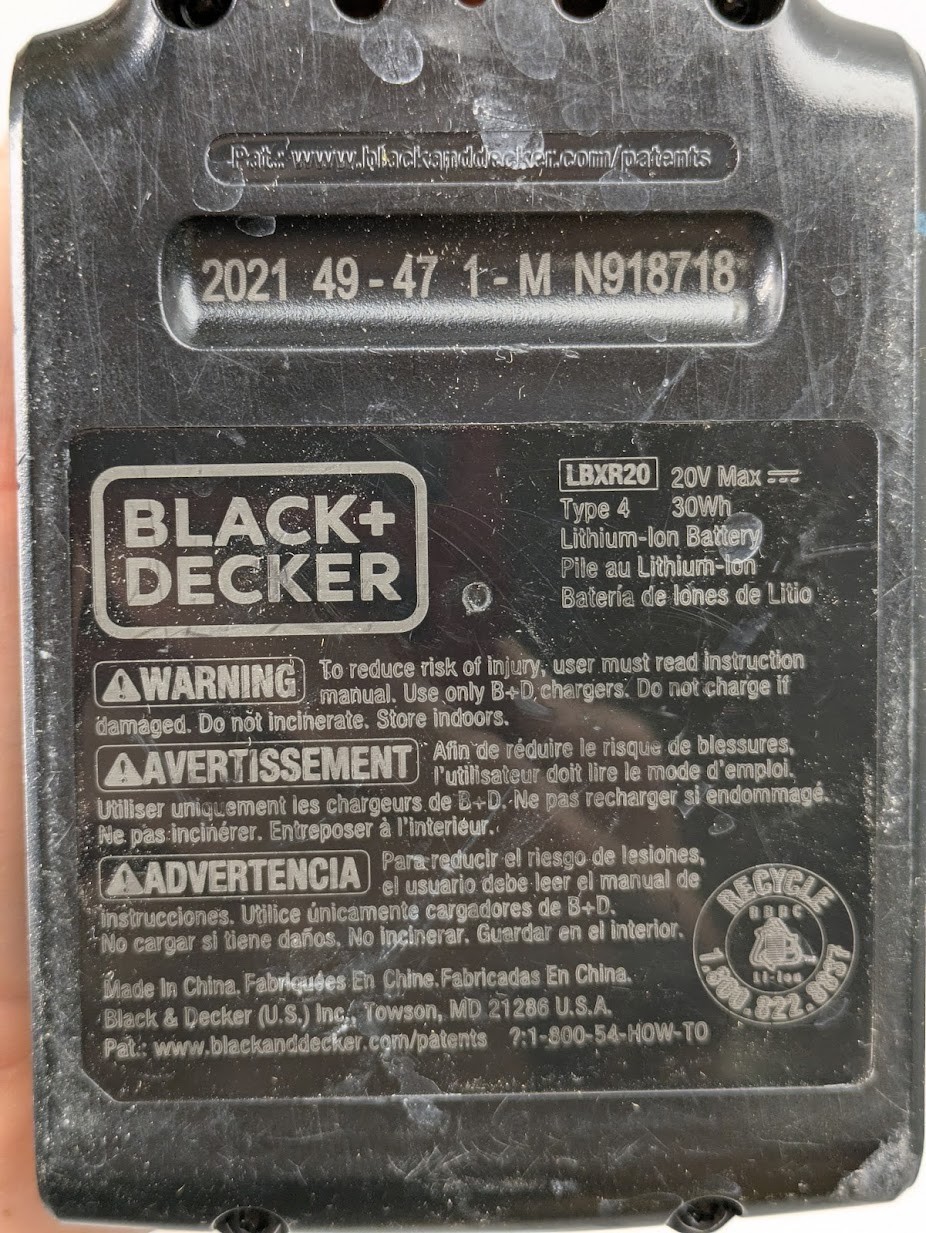 Pat.: www.blackanddecker.com/patents
2021 49-47 1-M N918718
BLACK+
DECKER
LBXR20 20V Max
Type 4 30Wh
Lithium-Ion Battery
Pile au Lithium-Ion
Batería de Iones de Litio
WARNING To reduce risk of injury, user must read instruction
manual. Use only B+D chargers. Do not charge if
damaged. Do not incinerate. Store indoors.
AVERTISSEMENT Afin de réduire le risque de blessures,
l'utilisateur doit lire le mode d'emploi.
Utiliser uniquement les chargeurs de B+D. Ne pas recharger si endommagé.
Ne pas incinérer. Entreposer à l'interieur.
ADVERTENCIA Para reducir el riesgo de lesiones,
el usuario debe leer el manual de
instrucciones. Utilice únicamente cargadores de B+D.
No cargar si tiene daños. No incinerar. Guardar en el interior.
RECYCLE
RBRC
Li-Ion
1.800.822.8837
Made In China. Fabriquées En Chine. Fabricadas En China.
Black & Decker (U.S.) Inc., Towson, MD 21286 U.S.A.
Pat.: www.blackanddecker.com/patents ?:1-800-54-HOW-TO